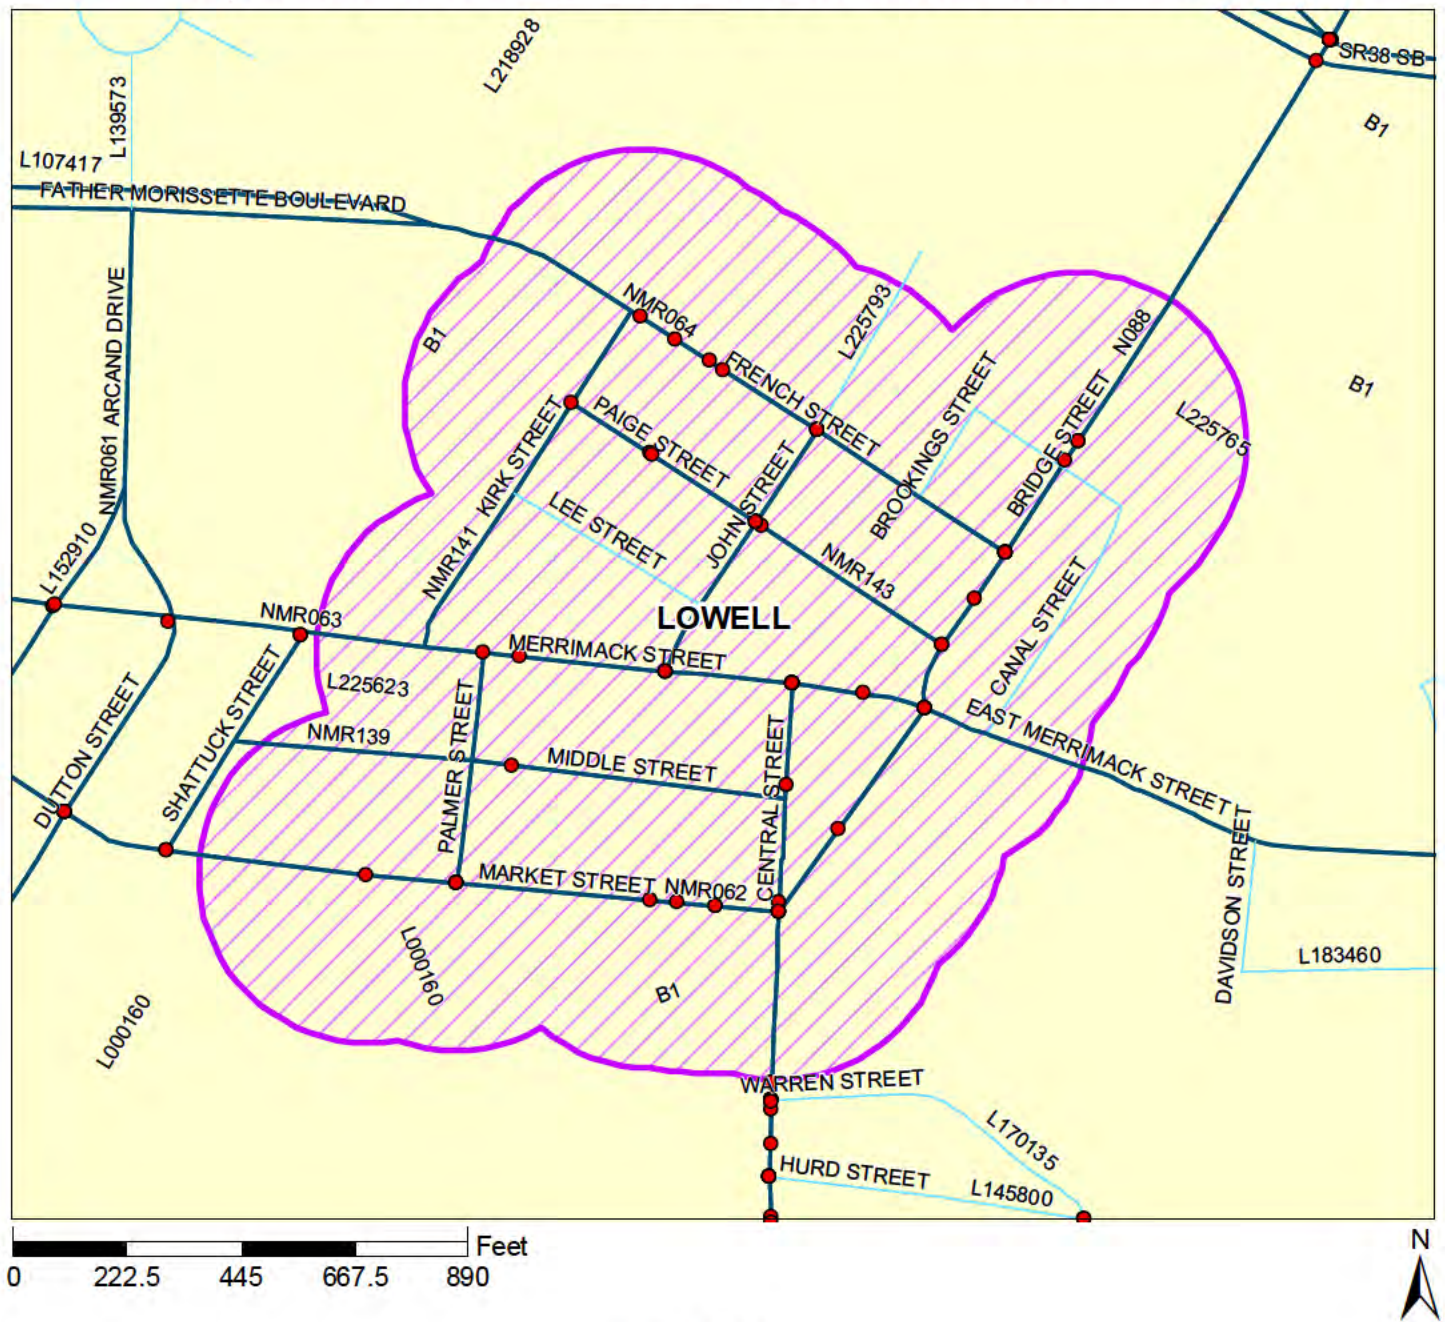 SR38 SB
L218928
L139573
B1
L107417
FATHER MORISSETTE BOULEVARD
NMR061 ARCAND DRIVE
B1
NMR064
L225793
N088
FRENCH STREET
B1
PAIGE STREET
BROOKINGS STREET
BRIDGE STREET
L225765
KIRK STREET
JOHN STREET
LEE STREET
NMR141
NMR143
L152910
CANAL STREET
NMR063
LOWELL
MERRIMACK STREET
L225623
EAST MERRIMACK STREET
DUTTON STREET
SHATTUCK STREET
NMR139
PALMER STREET
MIDDLE STREET
CENTRAL STREET
MARKET STREET NMR062
DAVIDSON STREET
L183460
L000160
L000160
B1
WARREN STREET
L170135
HURD STREET
L145800
Feet
0 222.5 445 667.5 890
N